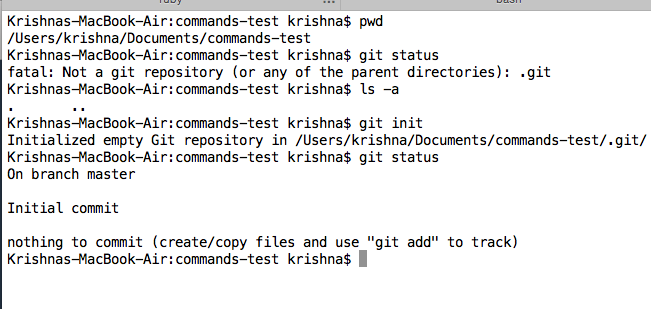 ruby
bash
Krishnas-MacBook-Air:commands-test krishna$ pwd
/Users/krishna/Documents/commands-test
Krishnas-MacBook-Air:commands-test krishna$ git status
fatal: Not a git repository (or any of the parent directories): .git
Krishnas-MacBook-Air:commands-test krishna$ ls -a
.       ..
Krishnas-MacBook-Air:commands-test krishna$ git init
Initialized empty Git repository in /Users/krishna/Documents/commands-test/.git/
Krishnas-MacBook-Air:commands-test krishna$ git status
On branch master
Initial commit
nothing to commit (create/copy files and use "git add" to track)
Krishnas-MacBook-Air:commands-test krishna$